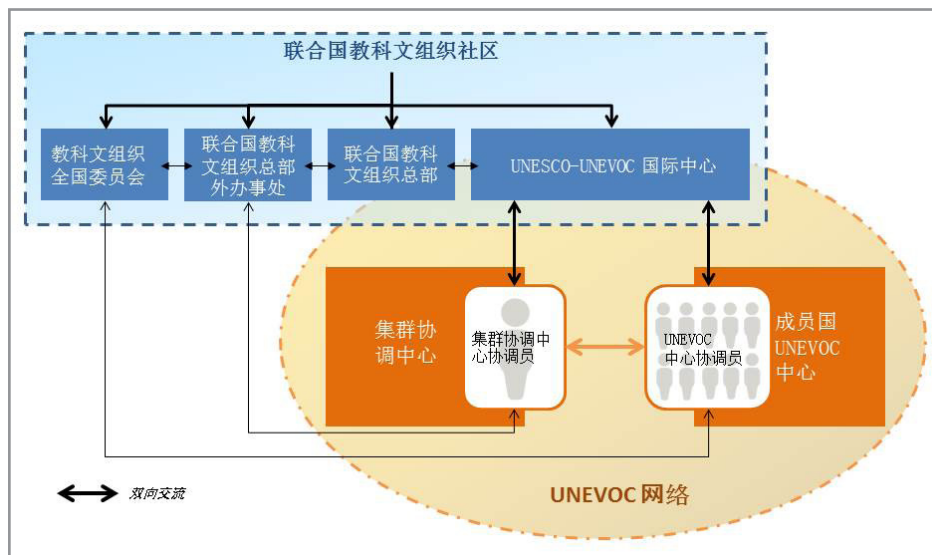 联合国教科文组织社区
教科文组织
全国委员会
联合国教科
文组织总部
外办事处
联合国教科
文组织总部
UNESCO-UNEVOC 国际中心
集群协
调中心
集群协调中
心协调员
UNEVOC
中心协调员
成员国
UNEVOC
中心
双向交流
UNEVOC 网络